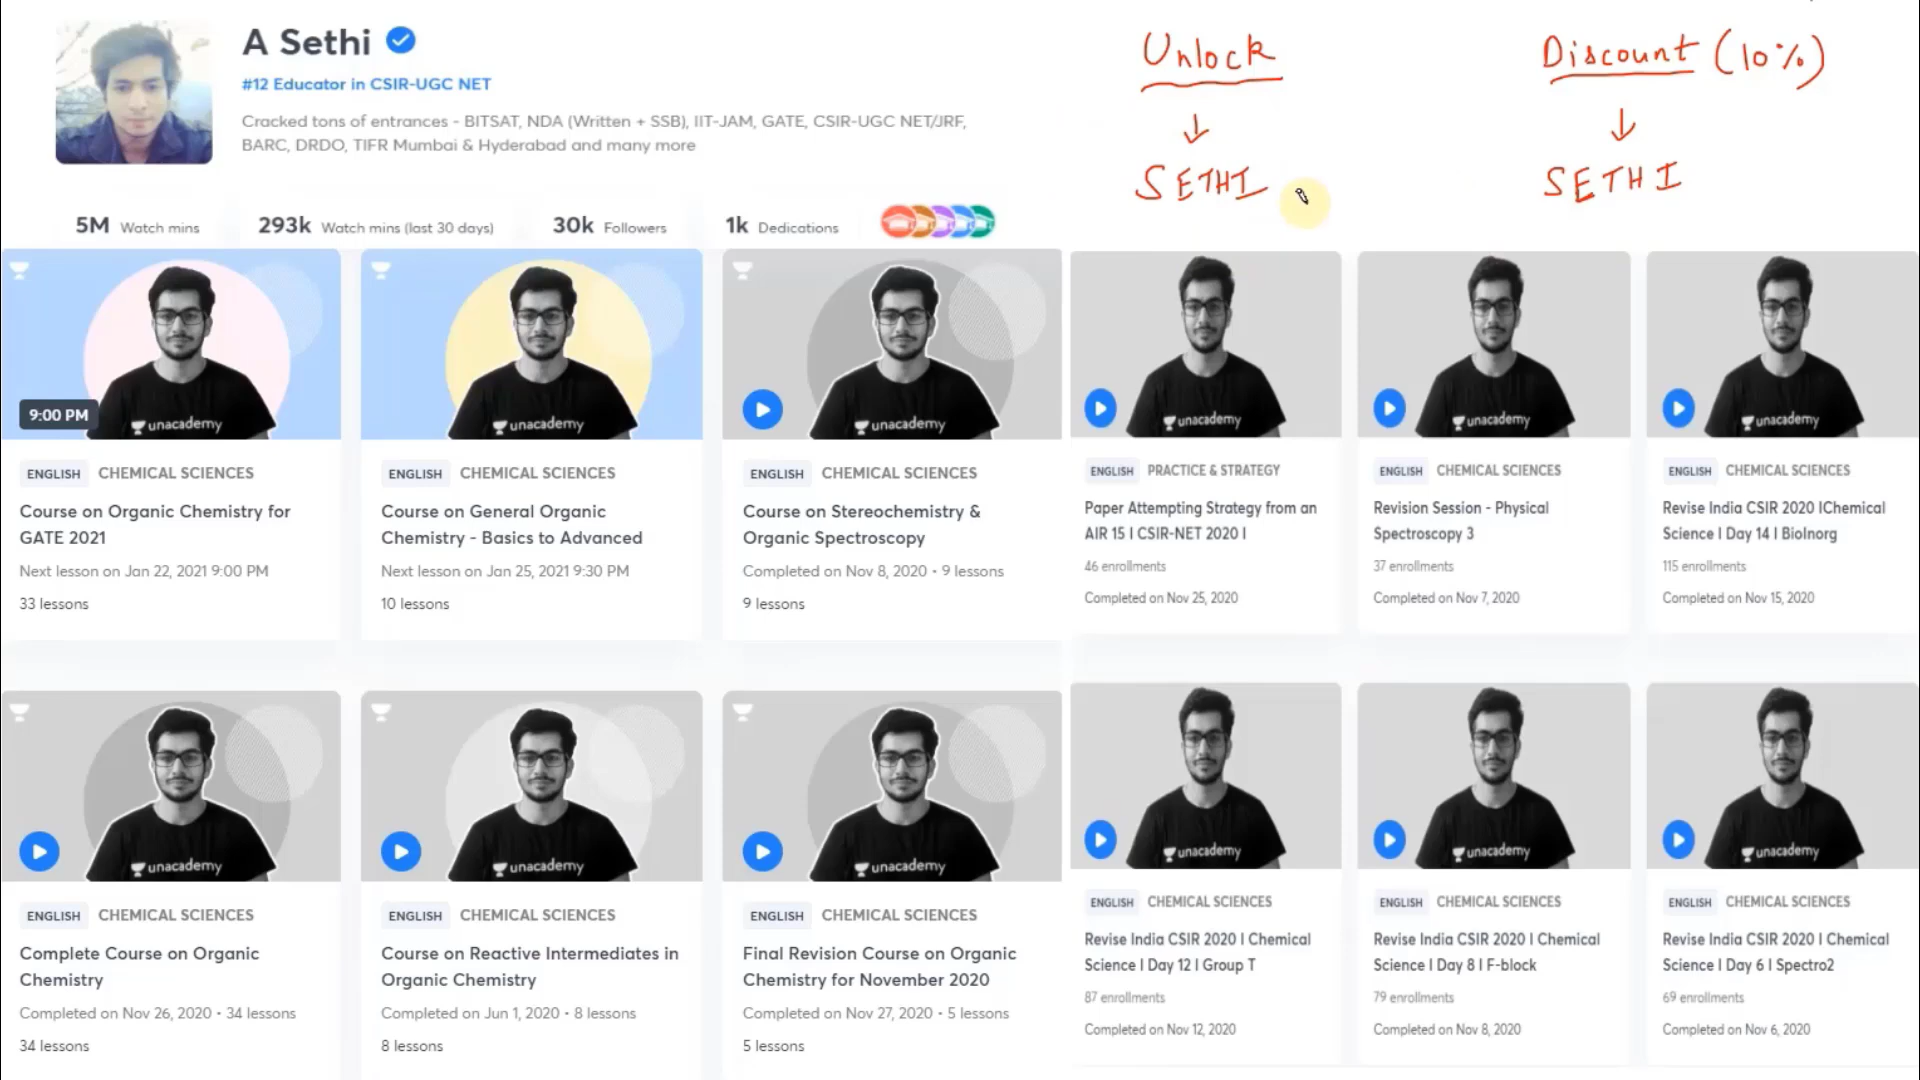 A Sethi
#12 Educator in CSIR-UGC NET
Cracked tons of entrances - BITSAT, NDA (Written + SSB), IIT-JAM, GATE, CSIR-UGC NET/JRF,
BARC, DRDO, TIFR Mumbai & Hyderabad and many more
5M Watch mins
293k Watch mins (last 30 days)
30k Followers
1k Dedications
Unlock
SETHI
Discount (10%)
SETHI
9:00 PM
unacademy
ENGLISH CHEMICAL SCIENCES
Course on Organic Chemistry for
GATE 2021
Next lesson on Jan 22, 2021 9:00 PM
33 lessons
unacademy
ENGLISH CHEMICAL SCIENCES
Course on General Organic
Chemistry - Basics to Advanced
Next lesson on Jan 25, 2021 9:30 PM
10 lessons
unacademy
ENGLISH CHEMICAL SCIENCES
Course on Stereochemistry &
Organic Spectroscopy
Completed on Nov 8, 2020 • 9 lessons
9 lessons
unacademy
ENGLISH PRACTICE & STRATEGY
Paper Attempting Strategy from an
AIR 15 I CSIR-NET 2020 I
46 enrollments
Completed on Nov 25, 2020
unacademy
ENGLISH CHEMICAL SCIENCES
Revision Session - Physical
Spectroscopy 3
37 enrollments
Completed on Nov 7, 2020
unacademy
ENGLISH CHEMICAL SCIENCES
Revise India CSIR 2020 IChemical
Science I Day 14 I BioInorg
115 enrollments
Completed on Nov 15, 2020
unacademy
ENGLISH CHEMICAL SCIENCES
Complete Course on Organic
Chemistry
Completed on Nov 26, 2020 • 34 lessons
34 lessons
unacademy
ENGLISH CHEMICAL SCIENCES
Course on Reactive Intermediates in
Organic Chemistry
Completed on Jun 1, 2020 • 8 lessons
8 lessons
unacademy
ENGLISH CHEMICAL SCIENCES
Final Revision Course on Organic
Chemistry for November 2020
Completed on Nov 27, 2020 • 5 lessons
5 lessons
unacademy
ENGLISH CHEMICAL SCIENCES
Revise India CSIR 2020 I Chemical
Science I Day 12 I Group T
87 enrollments
Completed on Nov 12, 2020
unacademy
ENGLISH CHEMICAL SCIENCES
Revise India CSIR 2020 I Chemical
Science I Day 8 I F-block
79 enrollments
Completed on Nov 8, 2020
unacademy
ENGLISH CHEMICAL SCIENCES
Revise India CSIR 2020 I Chemical
Science I Day 6 I Spectro2
69 enrollments
Completed on Nov 6, 2020